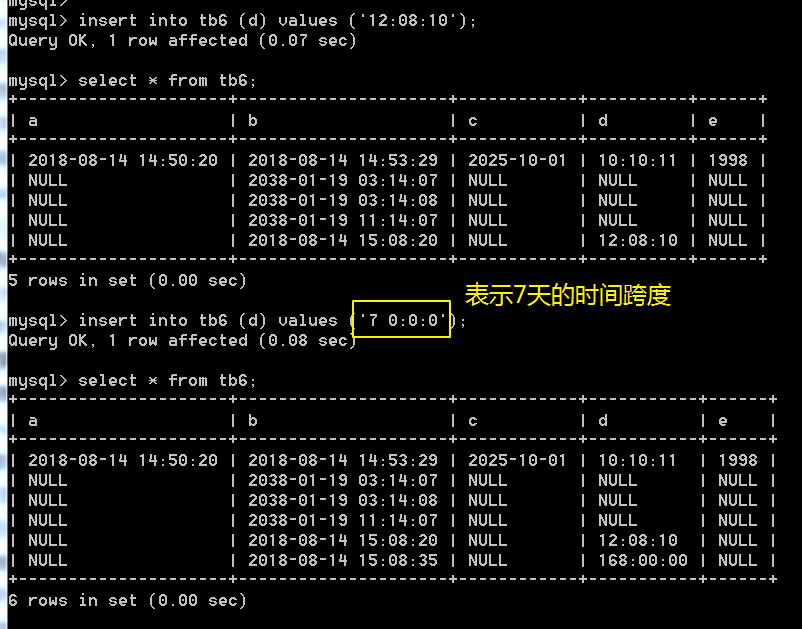 mysql>
mysql> insert into tb6 (d) values ('12:08:10');
Query OK, 1 row affected (0.07 sec)
mysql> select * from tb6;
+---------------------+---------------------+------------+----------+------+
| a                   | b                   | c          | d        | e    |
+---------------------+---------------------+------------+----------+------+
| 2018-08-14 14:50:20 | 2018-08-14 14:53:29 | 2025-10-01 | 10:10:11 | 1998 |
| NULL                | 2038-01-19 03:14:07 | NULL       | NULL     | NULL |
| NULL                | 2038-01-19 03:14:08 | NULL       | NULL     | NULL |
| NULL                | 2038-01-19 11:14:07 | NULL       | NULL     | NULL |
| NULL                | 2018-08-14 15:08:20 | NULL       | 12:08:10 | NULL |
+---------------------+---------------------+------------+----------+------+
5 rows in set (0.00 sec)
表示7天的时间跨度
mysql> insert into tb6 (d) values ('7 0:0:0');
Query OK, 1 row affected (0.08 sec)
mysql> select * from tb6;
+---------------------+---------------------+------------+-----------+------+
| a                   | b                   | c          | d         | e    |
+---------------------+---------------------+------------+-----------+------+
| 2018-08-14 14:50:20 | 2018-08-14 14:53:29 | 2025-10-01 | 10:10:11  | 1998 |
| NULL                | 2038-01-19 03:14:07 | NULL       | NULL      | NULL |
| NULL                | 2038-01-19 03:14:08 | NULL       | NULL      | NULL |
| NULL                | 2038-01-19 11:14:07 | NULL       | NULL      | NULL |
| NULL                | 2018-08-14 15:08:20 | NULL       | 12:08:10  | NULL |
| NULL                | 2018-08-14 15:08:35 | NULL       | 168:00:00 | NULL |
+---------------------+---------------------+------------+-----------+------+
6 rows in set (0.00 sec)